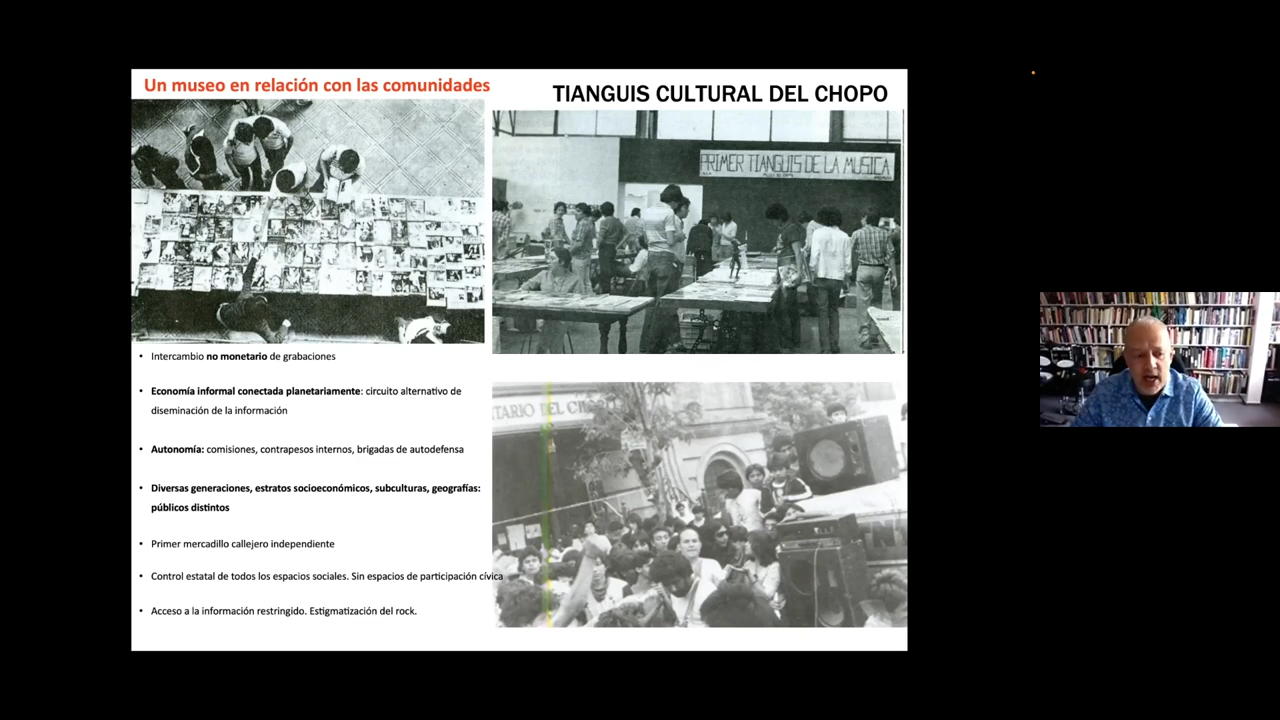 Un museo en relación con las comunidades
TIANGUIS CULTURAL DEL CHOPO
PRIMER TIANGUIS DE LA MUSICA
• Intercambio no monetario de grabaciones
• Economía informal conectada planetariamente: circuito alternativo de
diseminación de la información
• Autonomía: comisiones, contrapesos internos, brigadas de autodefensa
• Diversas generaciones, estratos socioeconómicos, subculturas, geografías:
públicos distintos
• Primer mercadillo callejero independiente
• Control estatal de todos los espacios sociales. Sin espacios de participación cívica
• Acceso a la información restringido. Estigmatización del rock.
TARIO DEL CHOPO